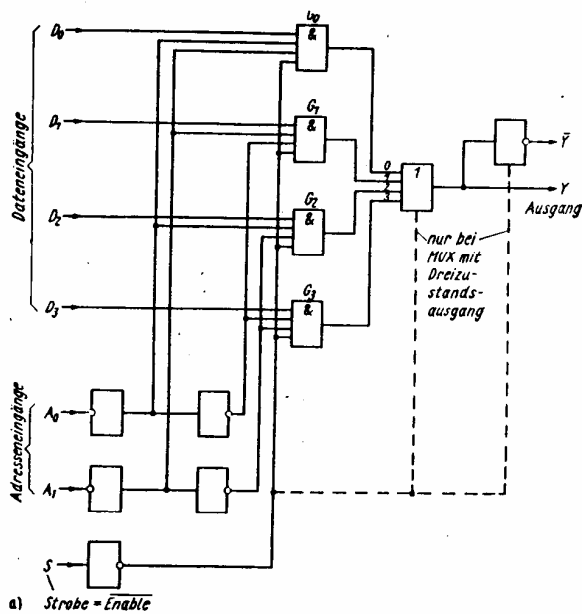 G0
&
D0
D1
G1
&
Dateneingänge
D2
G2
&
D3
G3
&
0
1
2
3
1
Ȳ
Y
Ausgang
nur bei
MUX mit
Dreizu-
stands-
ausgang
Adresseneingänge
A0
A1
S
a) Strobe = E̅n̅a̅b̅l̅e̅